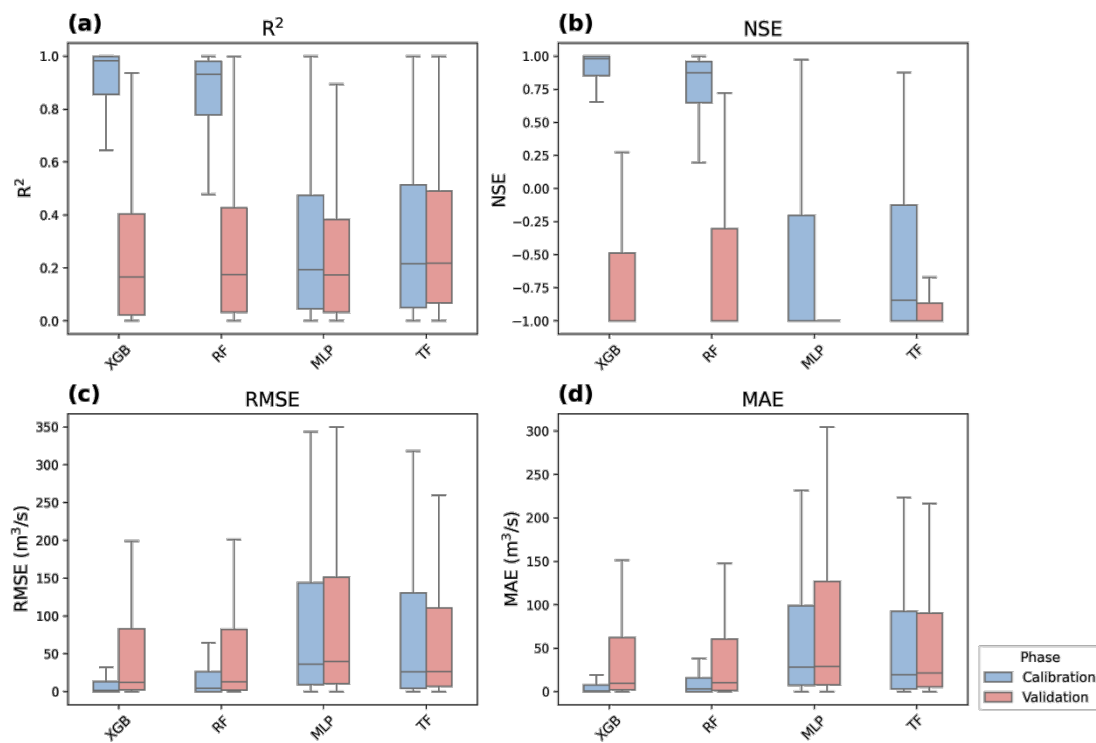 (a) R²
R²
1.0
0.8
0.6
0.4
0.2
0.0
XGB RF MLP TF
(b) NSE
NSE
1.00
0.75
0.50
0.25
0.00
−0.25
−0.50
−0.75
−1.00
XGB RF MLP TF
(c) RMSE
RMSE (m³/s)
350
300
250
200
150
100
50
0
XGB RF MLP TF
(d) MAE
MAE (m³/s)
300
250
200
150
100
50
0
XGB RF MLP TF
Phase
Calibration
Validation